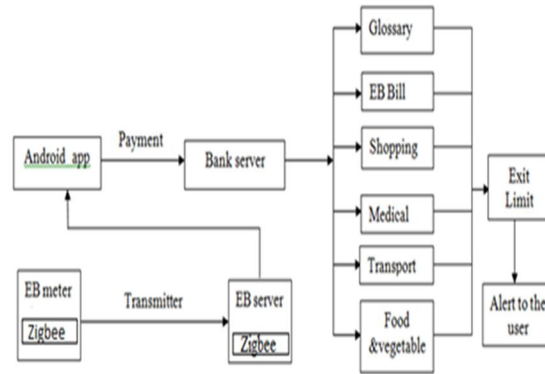 Glossary
EB Bill
Payment
Android app
Bank server
Shopping
Exit
Limit
Medical
Transport
EB meter
Zigbee
Transmitter
EB server
Zigbee
Food
&vegetable
Alert to the
user